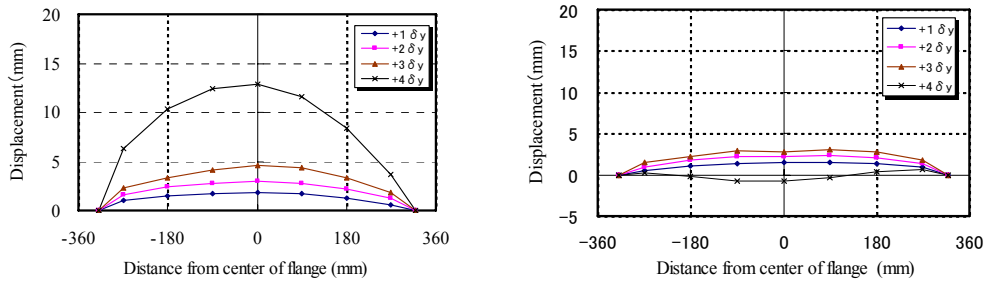 20
15
10
5
0
Displacement(mm)
-360
-180
0
180
360
Distance from center of flange (mm)
+1 δy
+2 δy
+3 δy
+4 δy
20
15
10
5
0
−5
Displacement (mm)
−360
−180
0
180
360
Distance from center of flange (mm)
+1 δy
+2 δy
+3 δy
+4 δy